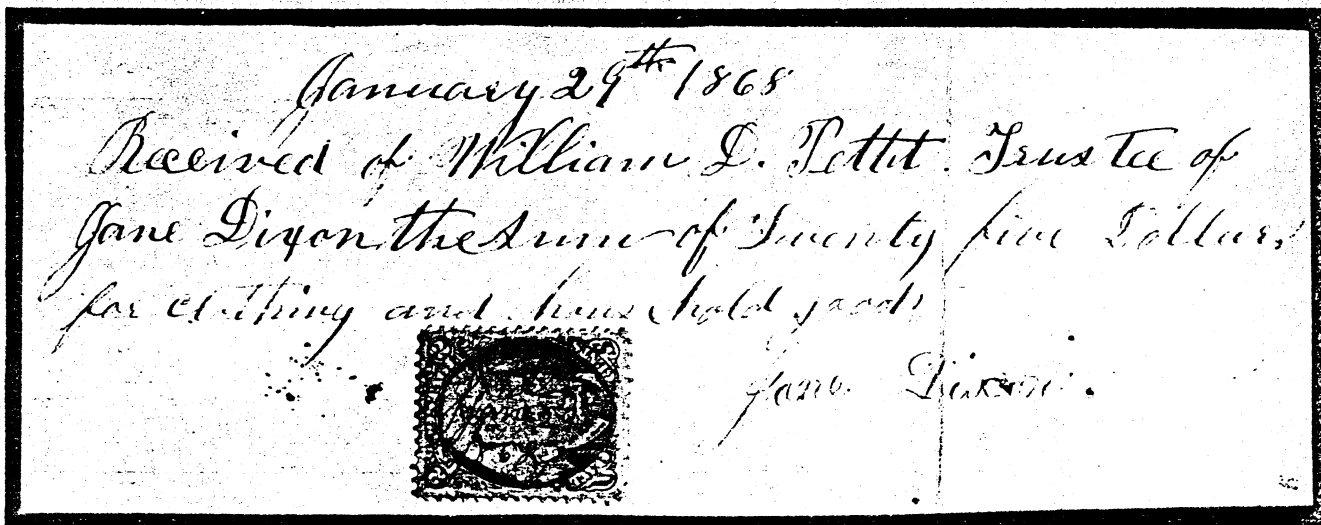 January 29th 1868
Received of William D. Pettit. Trustee of
Jane Dixon the sum of Twenty five Dollars
for clothing and household goods
Jane Dixon.